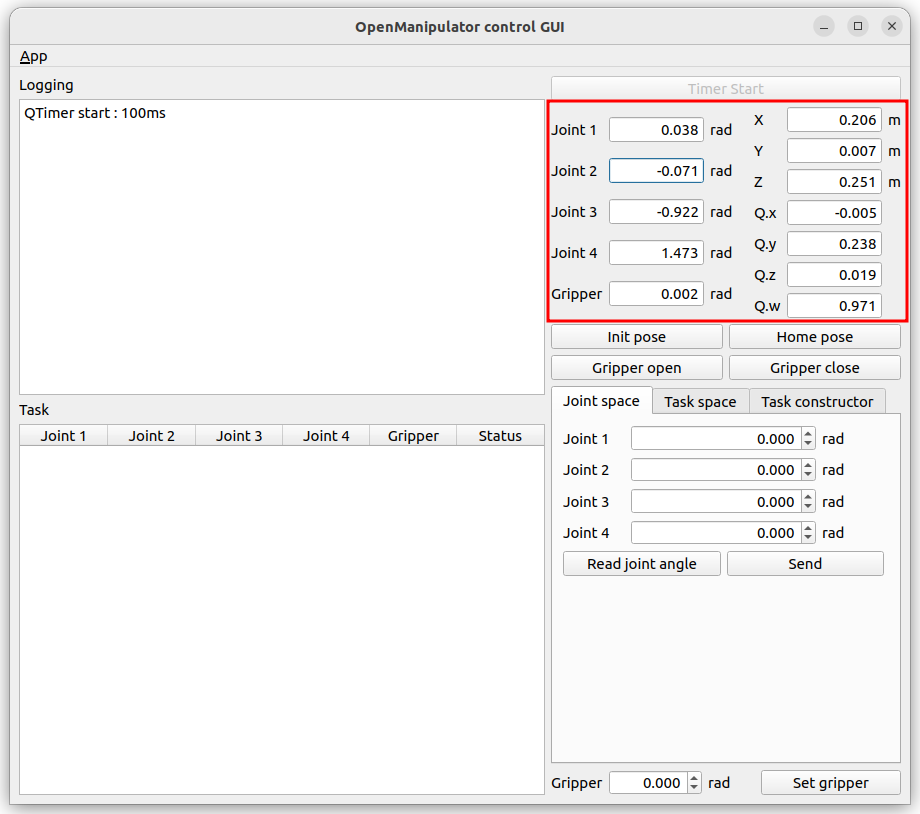 OpenManipulator control GUI
App
Logging
QTimer start : 100ms
Timer Start
Joint 1 0.038 rad
Joint 2 -0.071 rad
Joint 3 -0.922 rad
Joint 4 1.473 rad
Gripper 0.002 rad
X 0.206 m
Y 0.007 m
Z 0.251 m
Q.x -0.005
Q.y 0.238
Q.z 0.019
Q.w 0.971
Init pose Home pose
Gripper open Gripper close
Task
Joint 1 Joint 2 Joint 3 Joint 4 Gripper Status
Joint space Task space Task constructor
Joint 1 0.000 rad
Joint 2 0.000 rad
Joint 3 0.000 rad
Joint 4 0.000 rad
Read joint angle Send
Gripper 0.000 rad Set gripper